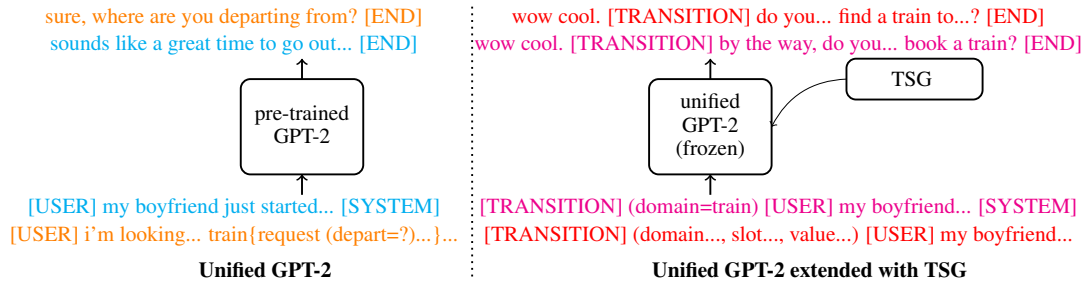 sure, where are you departing from? [END]
sounds like a great time to go out... [END]
pre-trained
GPT-2
[USER] my boyfriend just started... [SYSTEM]
[USER] i'm looking... train{request (depart=?)...}...
Unified GPT-2
wow cool. [TRANSITION] do you... find a train to...? [END]
wow cool. [TRANSITION] by the way, do you... book a train? [END]
TSG
unified
GPT-2
(frozen)
[TRANSITION] (domain=train) [USER] my boyfriend... [SYSTEM]
[TRANSITION] (domain..., slot..., value...) [USER] my boyfriend...
Unified GPT-2 extended with TSG